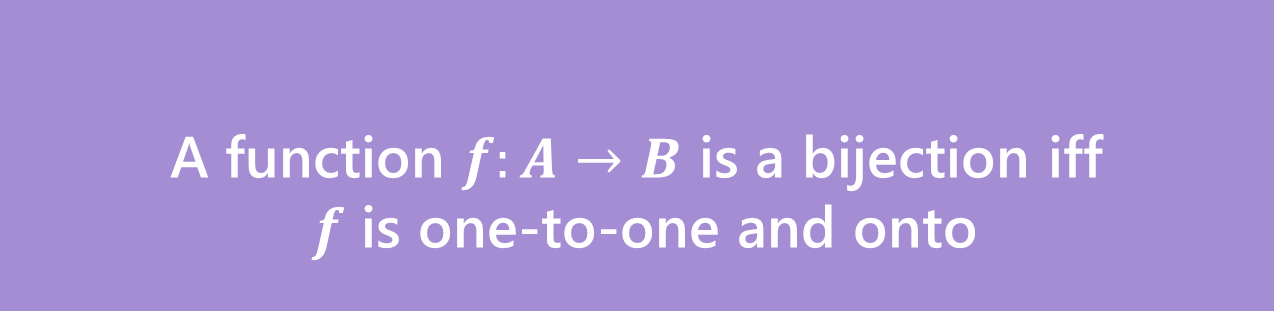 A function f: A → B is a bijection iff
f is one-to-one and onto